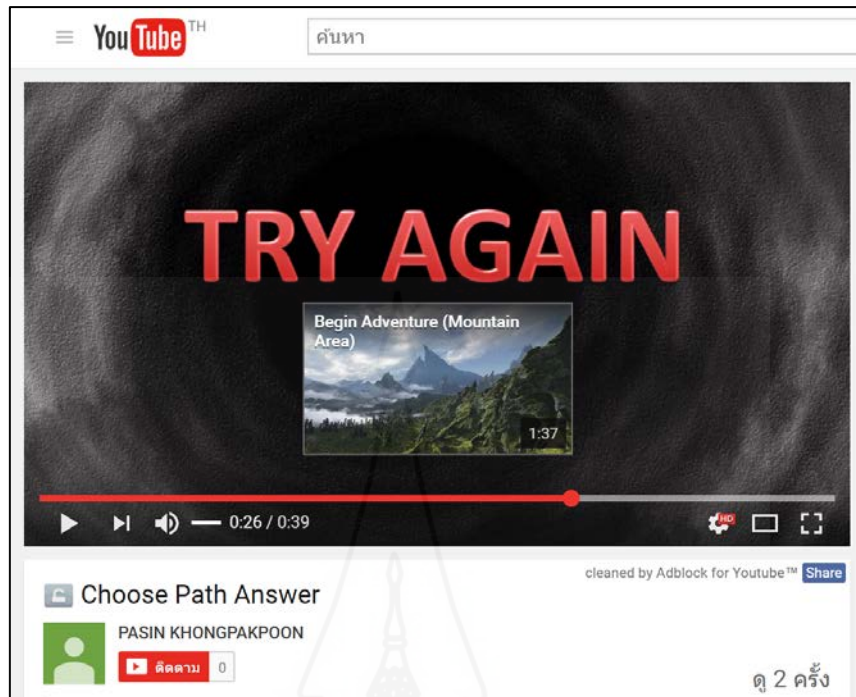 YouTube TH
ค้นหา
TRY AGAIN
Begin Adventure (Mountain
Area)
1:37
0:26 / 0:39
HD
cleaned by Adblock for Youtube™ Share
Choose Path Answer
PASIN KHONGPAKPOON
ติดตาม 0
ดู 2 ครั้ง